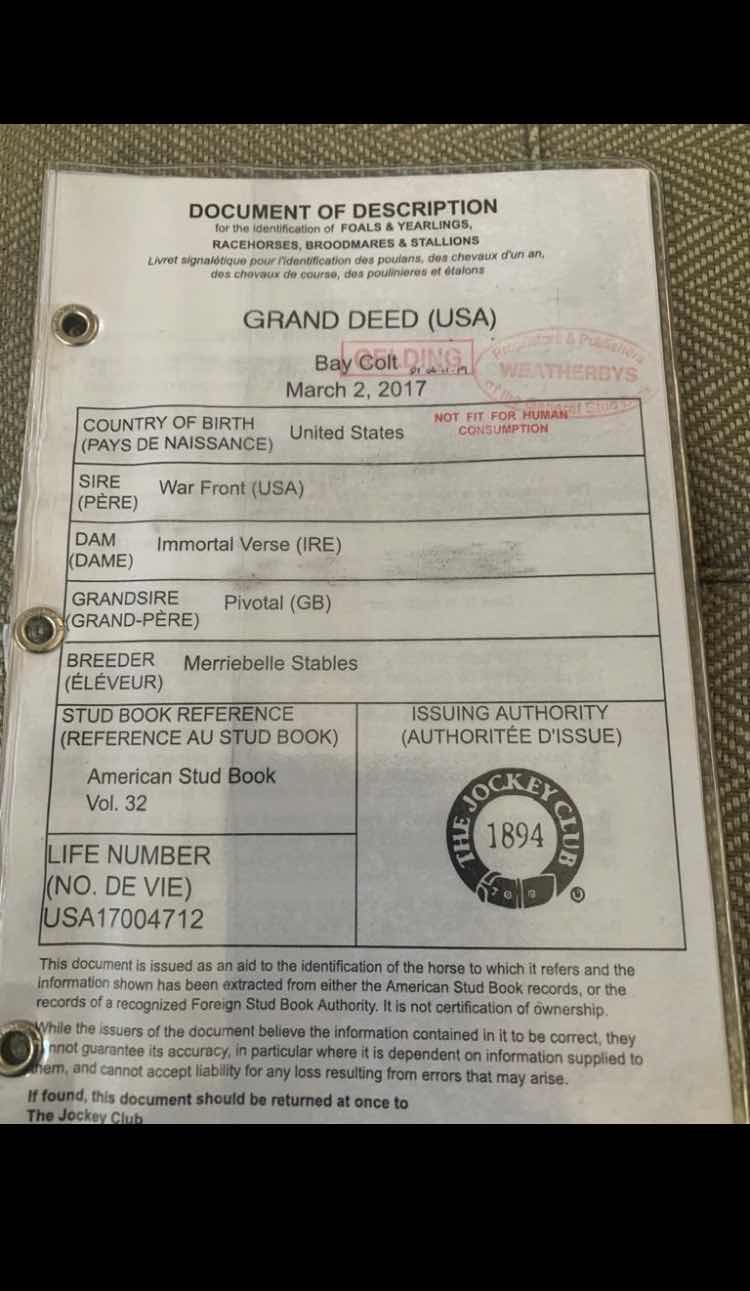 DOCUMENT OF DESCRIPTION
for the identification of FOALS & YEARLINGS,
RACEHORSES, BROODMARES & STALLIONS
Livret signalétique pour l'identification des poulans, des chevaux d'un an,
des chevaux de course, des poulinieres et étalons
GRAND DEED (USA)
Bay Colt
GELDING
March 2, 2017
Proprietors & Publishers
WEATHERBYS
of the General Stud
NOT FIT FOR HUMAN
CONSUMPTION
COUNTRY OF BIRTH
(PAYS DE NAISSANCE)
United States
SIRE
(PÈRE)
War Front (USA)
DAM
(DAME)
Immortal Verse (IRE)
GRANDSIRE
(GRAND-PÈRE)
Pivotal (GB)
BREEDER
(ÉLÉVEUR)
Merriebelle Stables
STUD BOOK REFERENCE
(REFERENCE AU STUD BOOK)
American Stud Book
Vol. 32
LIFE NUMBER
(NO. DE VIE)
USA17004712
ISSUING AUTHORITY
(AUTHORITÉE D'ISSUE)
THE JOCKEY CLUB
1894
This document is issued as an aid to the identification of the horse to which it refers and the
information shown has been extracted from either the American Stud Book records, or the
records of a recognized Foreign Stud Book Authority. It is not certification of ownership.
While the issuers of the document believe the information contained in it to be correct, they
nnot guarantee its accuracy, in particular where it is dependent on information supplied to
them, and cannot accept liability for any loss resulting from errors that may arise.
If found, this document should be returned at once to
The Jockey Club